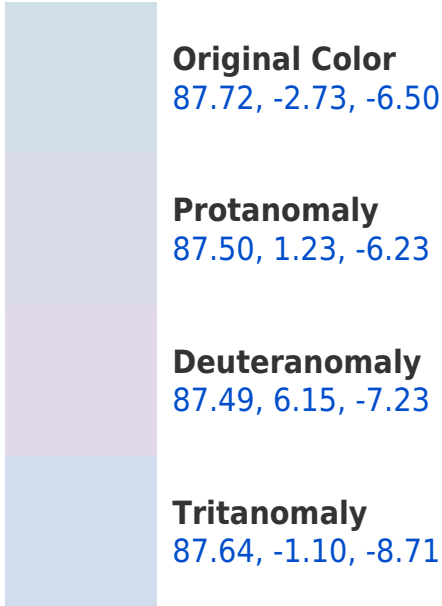 Original Color
87.72, -2.73, -6.50
Protanomaly
87.50, 1.23, -6.23
Deuteranomaly
87.49, 6.15, -7.23
Tritanomaly
87.64, -1.10, -8.71